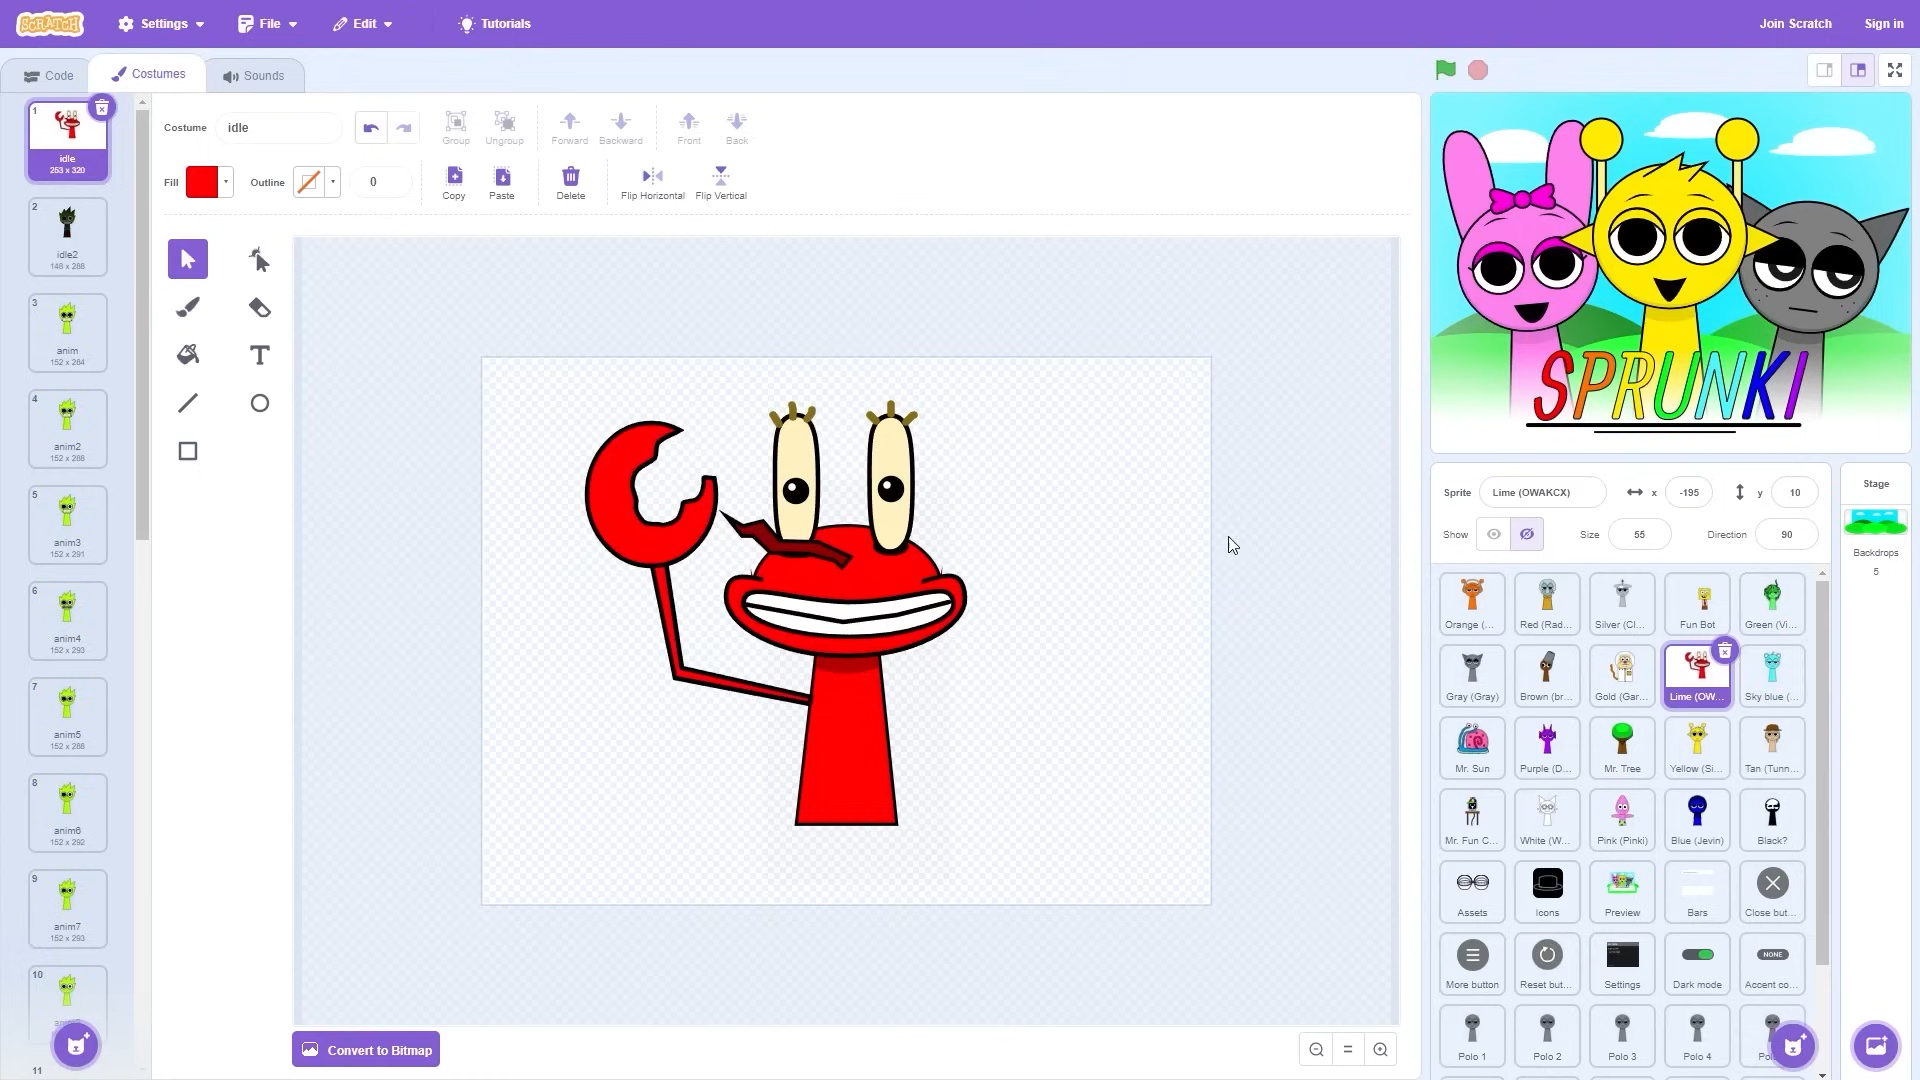 SCRATCH
Settings
File
Edit
Tutorials
Join Scratch
Sign in
Code
Costumes
Sounds
Costume
idle
Group
Ungroup
Forward
Backward
Front
Back
Fill
Outline
0
Copy
Paste
Delete
Flip Horizontal
Flip Vertical
1
idle
253 x 320
2
idle2
148 x 288
3
anim
152 x 284
4
anim2
152 x 288
5
anim3
152 x 291
6
anim4
152 x 293
7
anim5
152 x 288
8
anim6
152 x 292
9
anim7
152 x 293
10
11
Convert to Bitmap
SPRUNKI
Sprite
Lime (OWAKCX)
x
-195
y
10
Show
Size
55
Direction
90
Stage
Backdrops
5
Orange (...
Red (Rad...
Silver (Cl...
Fun Bot
Green (Vi...
Gray (Gray)
Brown (br...
Gold (Gar...
Lime (OW...
Sky blue (...
Mr. Sun
Purple (D...
Mr. Tree
Yellow (Si...
Tan (Tunn...
Mr. Fun C...
White (W...
Pink (Pinki)
Blue (Jevin)
Black?
Assets
Icons
Preview
Bars
Close but...
More button
Reset but...
Settings
Dark mode
NONE
Accent co...
Polo 1
Polo 2
Polo 3
Polo 4